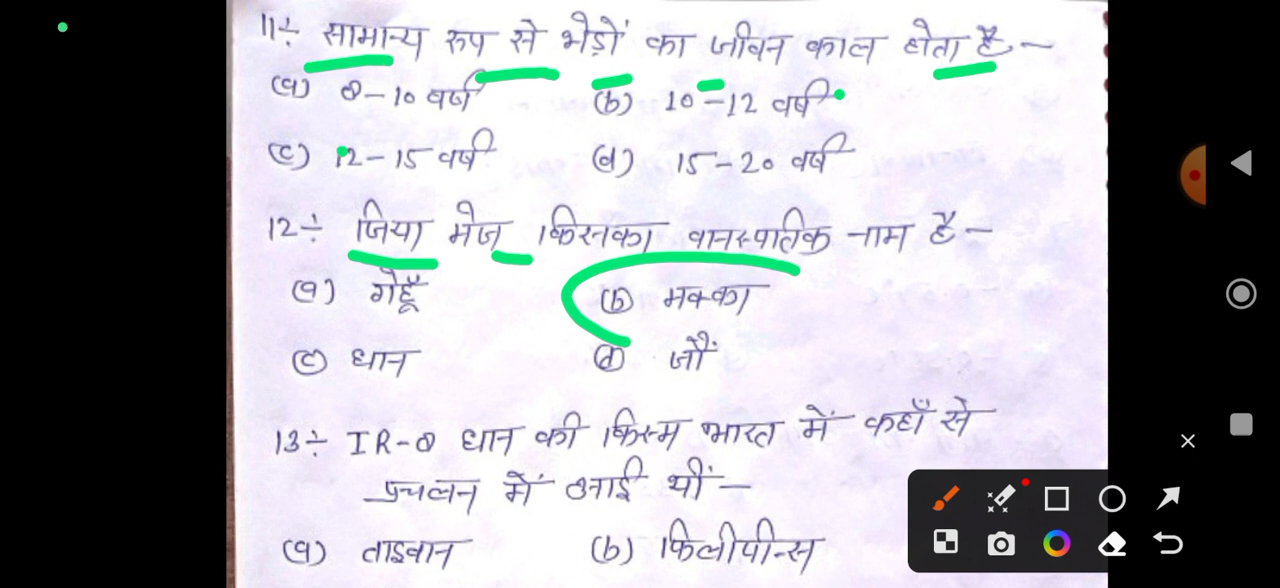 11÷ सामान्य रुप से भेड़ों का जीवन काल होता है -
(a) 8-10 वर्ष (b) 10-12 वर्ष
(c) 12-15 वर्ष (d) 15-20 वर्ष
12÷ जिया मेज किसका वानस्पतिक नाम है -
(a) गेहूँ (b) मक्का
(c) धान (d) जौं
13÷ IR-8 धान की किस्म भारत में कहाँ से
प्रचलन में आई थीं -
(a) ताइवान (b) फिलीपीन्स